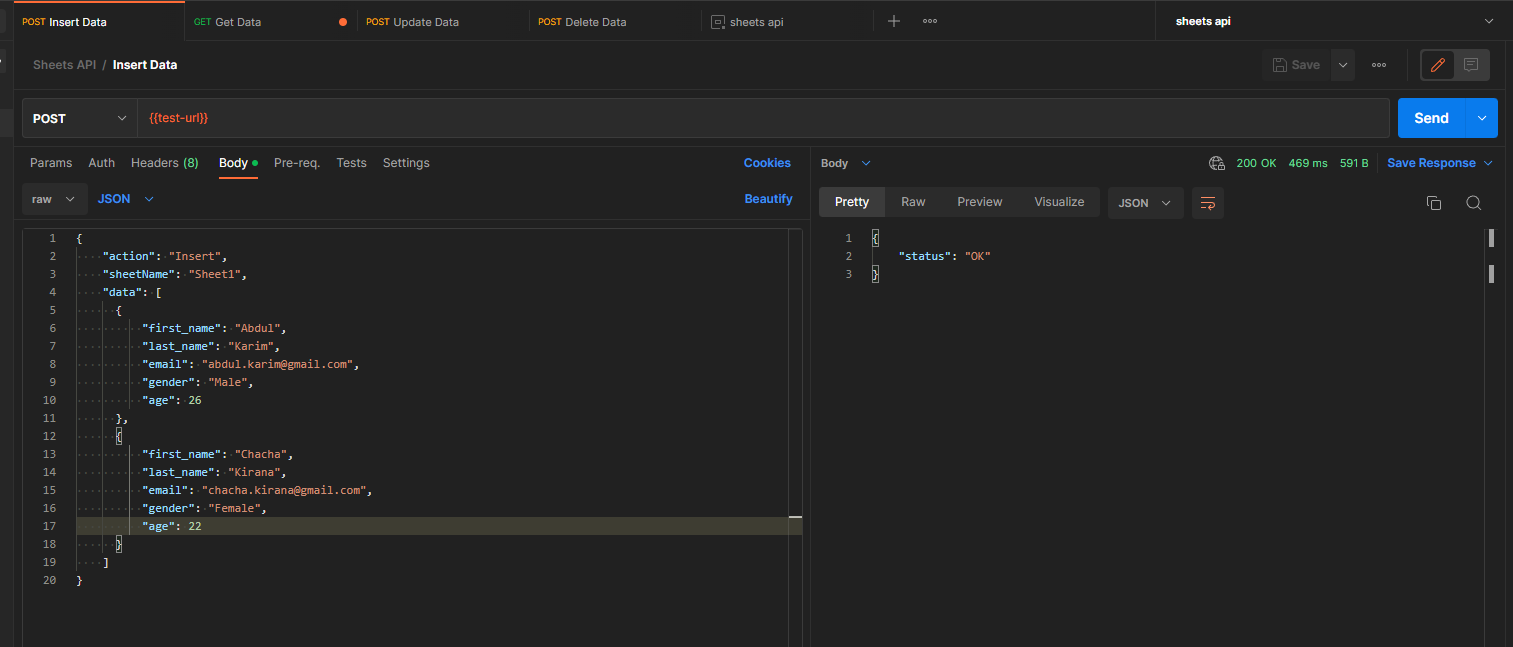 POST Insert Data GET Get Data POST Update Data POST Delete Data sheets api sheets api
Sheets API / Insert Data Save
POST {{test-url}} Send
Params Auth Headers (8) Body Pre-req. Tests Settings Cookies
Body 200 OK 469 ms 591 B Save Response
raw JSON Beautify
Pretty Raw Preview Visualize JSON
1 {
2 "action": "Insert",
3 "sheetName": "Sheet1",
4 "data": [
5 {
6 "first_name": "Abdul",
7 "last_name": "Karim",
8 "email": "abdul.karim@gmail.com",
9 "gender": "Male",
10 "age": 26
11 },
12 {
13 "first_name": "Chacha",
14 "last_name": "Kirana",
15 "email": "chacha.kirana@gmail.com",
16 "gender": "Female",
17 "age": 22
18 }
19 ]
20 }
1 {
2 "status": "OK"
3 }